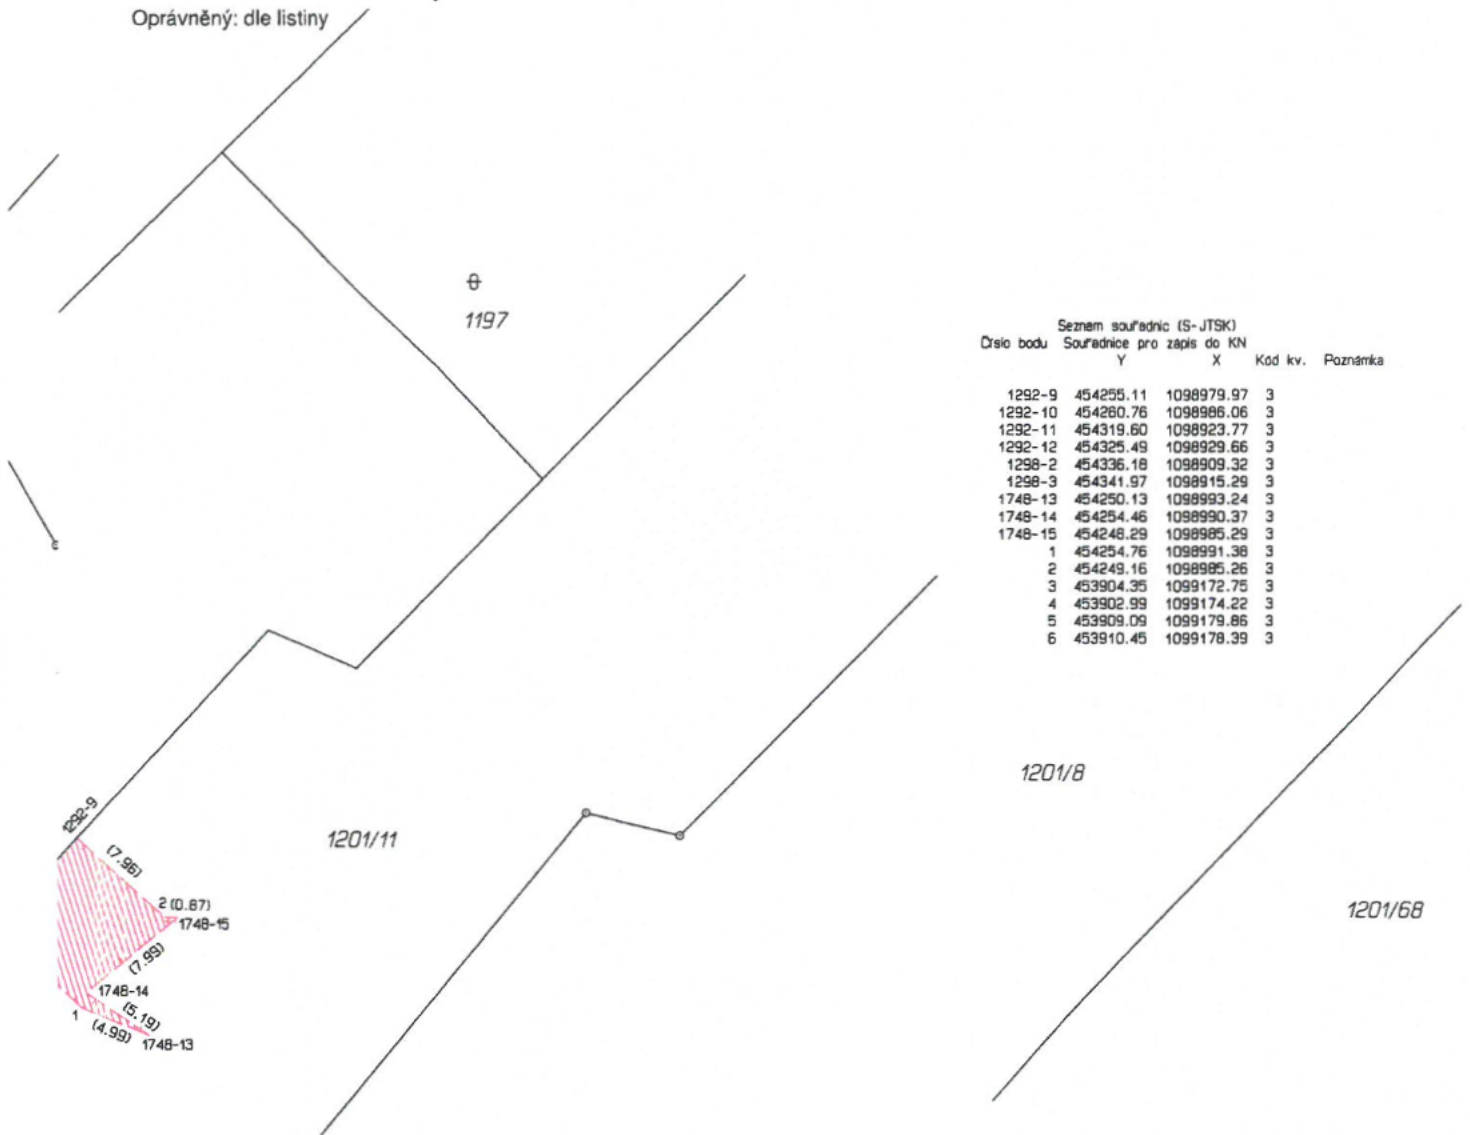 Oprávněný: dle listiny
1197
Seznam souřadnic (S-JTSK)
Číslo bodu Souřadnice pro zápis do KN
Y X Kód kv. Poznámka
1292-9 454255.11 1098979.97 3
1292-10 454260.76 1098986.06 3
1292-11 454319.60 1098923.77 3
1292-12 454325.49 1098929.66 3
1298-2 454336.18 1098909.32 3
1298-3 454341.97 1098915.29 3
1748-13 454250.13 1098993.24 3
1748-14 454254.46 1098990.37 3
1748-15 454248.29 1098985.29 3
1 454254.76 1098991.38 3
2 454249.16 1098985.26 3
3 453904.35 1099172.75 3
4 453902.99 1099174.22 3
5 453909.09 1099179.86 3
6 453910.45 1099178.39 3
1201/8
1292-9
1201/11
(7.96)
2 (0.87)
1748-15
1201/68
(7.99)
1748-14
1
(5.19)
(4.99)
1748-13